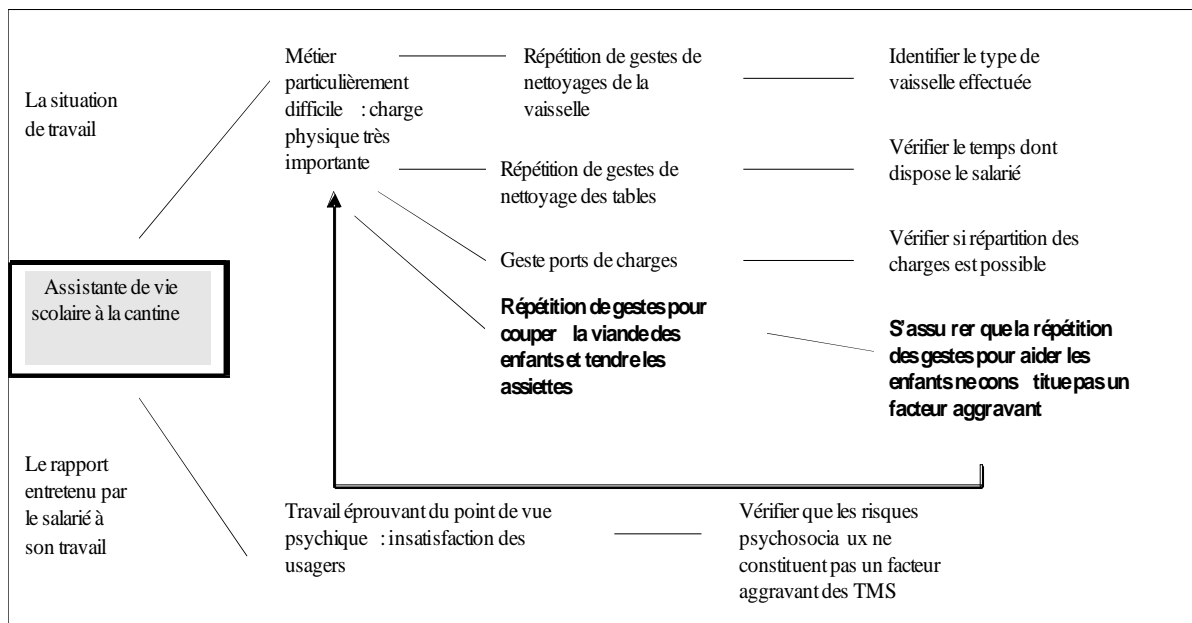 La situation
de travail
Assistante de vie
scolaire à la cantine
Le rapport
entretenu par
le salarié à
son travail
Métier
particulièrement
difficile : charge
physique très
importante
Répétition de gestes de
nettoyages de la
vaisselle
Identifier le type de
vaisselle effectuée
Répétition de gestes de
nettoyage des tables
Vérifier le temps dont
dispose le salarié
Geste ports de charges
Vérifier si répartition des
charges est possible
Répétition de gestes pour
couper la viande des
enfants et tendre les
assiettes
S'assu rer que la répétition
des gestes pour aider les
enfants ne cons titue pas un
facteur aggravant
Travail éprouvant du point de vue
psychique : insatisfaction des
usagers
Vérifier que les risques
psychosocia ux ne
constituent pas un facteur
aggravant des TMS